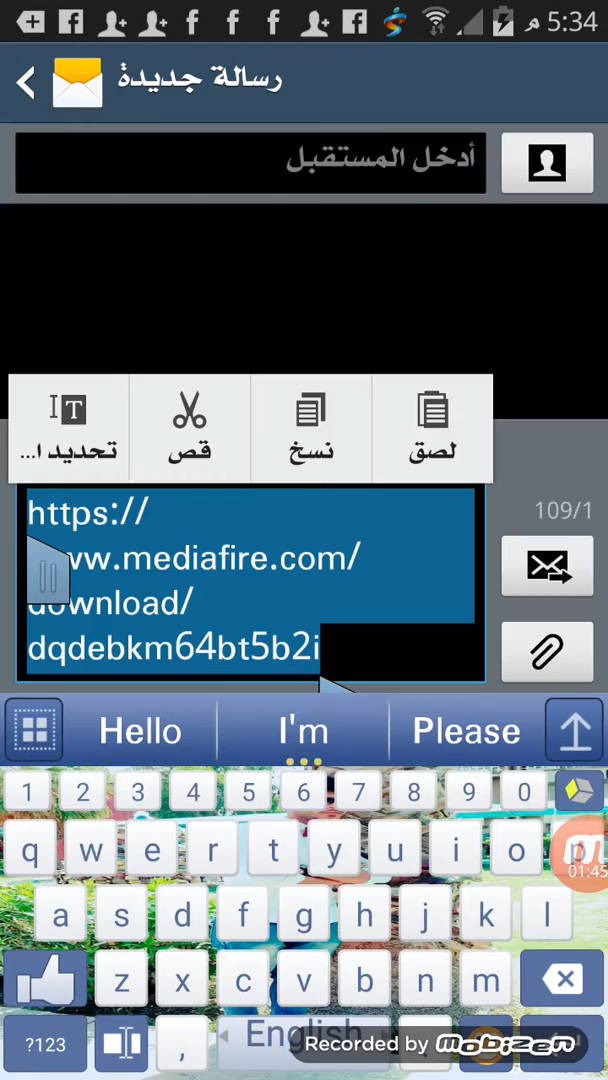 5:34 م
رسالة جديدة
أدخل المستقبل
تحديد ا... قص نسخ لصق
https://
www.mediafire.com/
download/
dqdebkm64bt5b2i
109/1
Hello I'm Please
1 2 3 4 5 6 7 8 9 0
q w e r t y u i o p
01:45
a s d f g h j k l
z x c v b n m
?123 , English
Recorded by mobizen